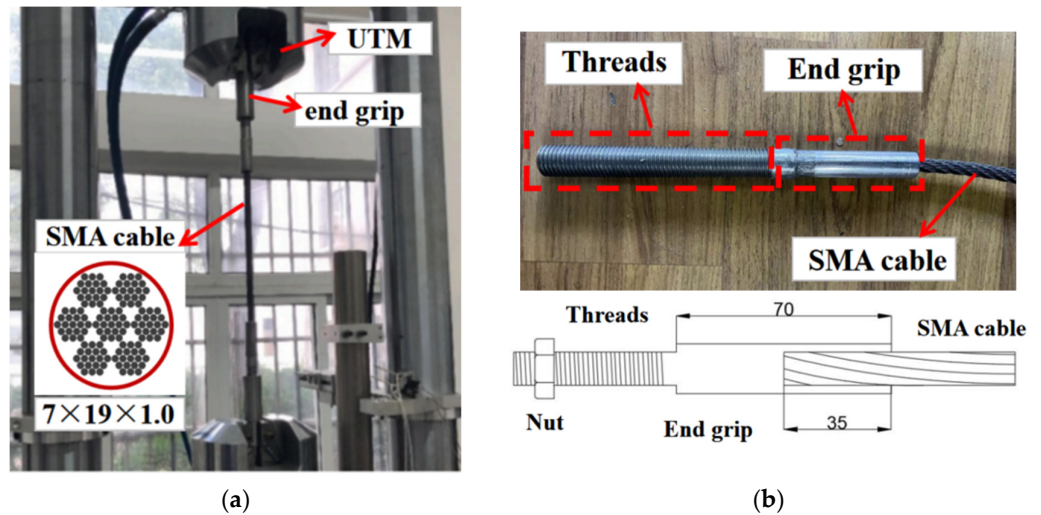 UTM
end grip
SMA cable
7×19×1.0
(a)
Threads
End grip
SMA cable
Threads
70
SMA cable
Nut
End grip
35
(b)